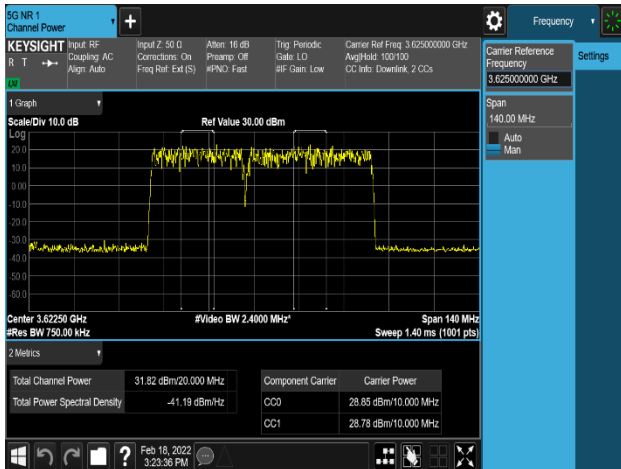 5G NR 1
Channel Power
+
Frequency
KEYSIGHT
R T
LXI
Input: RF
Coupling: AC
Align: Auto
Input Z: 50 Ω
Corrections: On
Freq Ref: Ext (S)
Atten: 16 dB
Preamp: Off
#PNO: Fast
Trig: Periodic
Gate: LO
#IF Gain: Low
Carrier Ref Freq: 3.625000000 GHz
Avg|Hold: 100/100
CC Info: Downlink, 2 CCs
Carrier Reference
Frequency
3.625000000 GHz
Settings
Span
140.00 MHz
Auto
Man
1 Graph
Scale/Div 10.0 dB
Ref Value 30.00 dBm
Log
20.0
10.0
0.00
-10.0
-20.0
-30.0
-40.0
-50.0
-60.0
Center 3.62250 GHz
#Video BW 2.4000 MHz*
Span 140 MHz
#Res BW 750.00 kHz
Sweep 1.40 ms (1001 pts)
2 Metrics
Total Channel Power 31.82 dBm/20.000 MHz
Total Power Spectral Density -41.19 dBm/Hz
Component Carrier Carrier Power
CC0 28.85 dBm/10.000 MHz
CC1 28.78 dBm/10.000 MHz
?
Feb 18, 2022
3:23:36 PM